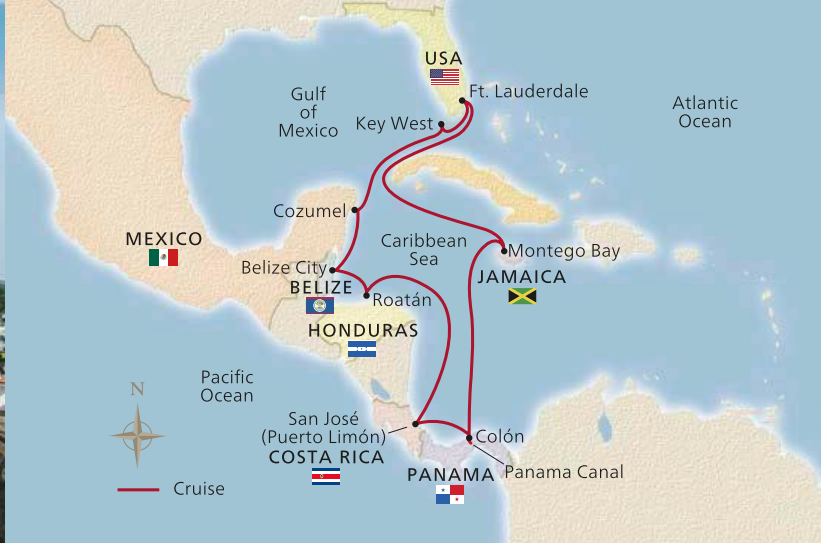 USA
Ft. Lauderdale
Gulf
of
Mexico
Key West
Atlantic
Ocean
Cozumel
MEXICO
Caribbean
Sea
Montego Bay
JAMAICA
Belize City
BELIZE
Roatán
HONDURAS
Pacific
Ocean
N
San José
(Puerto Limón)
COSTA RICA
Colón
PANAMA
Panama Canal
Cruise